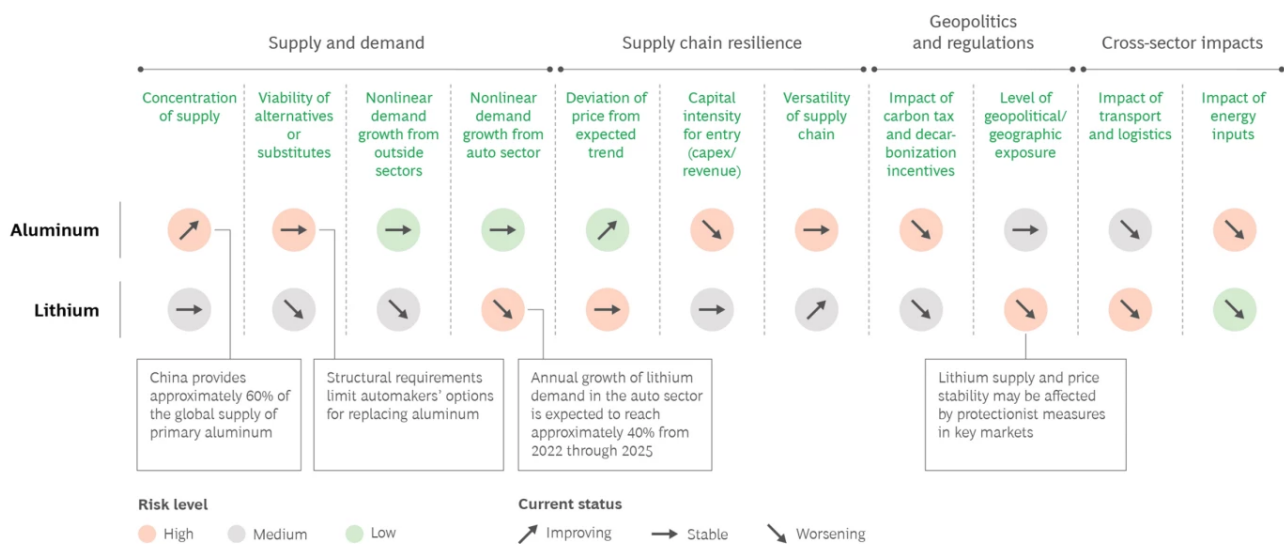 Supply and demand
Supply chain resilience
Geopolitics
and regulations
Cross-sector impacts
Concentration
of supply
Viability of
alternatives
or
substitutes
Nonlinear
demand
growth from
outside
sectors
Nonlinear
demand
growth from
auto sector
Deviation of
price from
expected
trend
Capital
intensity
for entry
(capex/
revenue)
Versatility
of supply
chain
Impact of
carbon tax
and decar-
bonization
incentives
Level of
geopolitical/
geographic
exposure
Impact of
transport
and logistics
Impact of
energy
inputs
Aluminum
Lithium
China provides
approximately 60% of
the global supply of
primary aluminum
Structural requirements
limit automakers’ options
for replacing aluminum
Annual growth of lithium
demand in the auto sector
is expected to reach
approximately 40% from
2022 through 2025
Lithium supply and price
stability may be affected
by protectionist measures
in key markets
Risk level
High
Medium
Low
Current status
Improving
Stable
Worsening